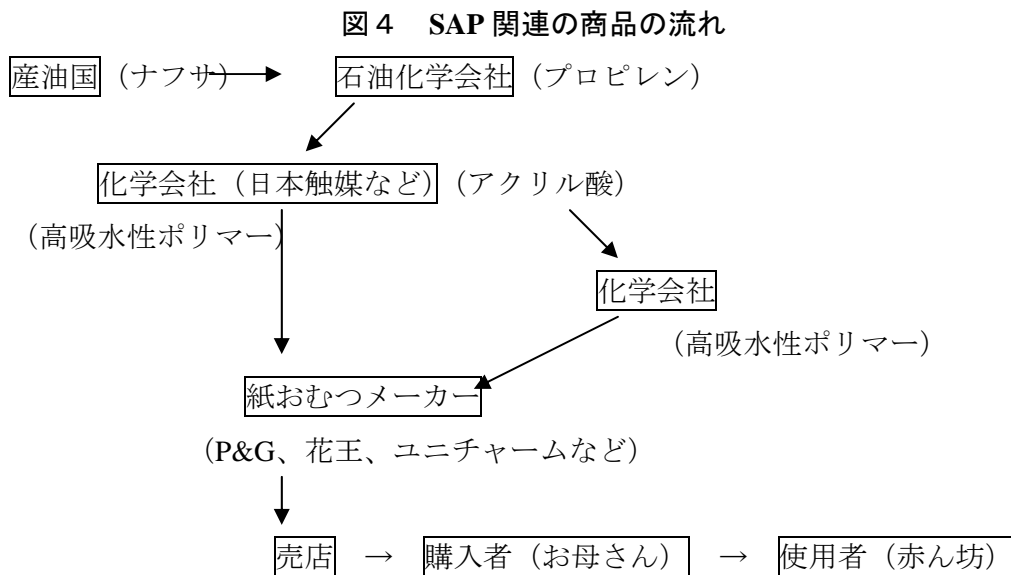 図４　SAP 関連の商品の流れ
産油国（ナフサ）　石油化学会社（プロピレン）
化学会社（日本触媒など）（アクリル酸）
（高吸水性ポリマー）
化学会社
（高吸水性ポリマー）
紙おむつメーカー
（P&G、花王、ユニチャームなど）
売店　→　購入者（お母さん）　→　使用者（赤ん坊）